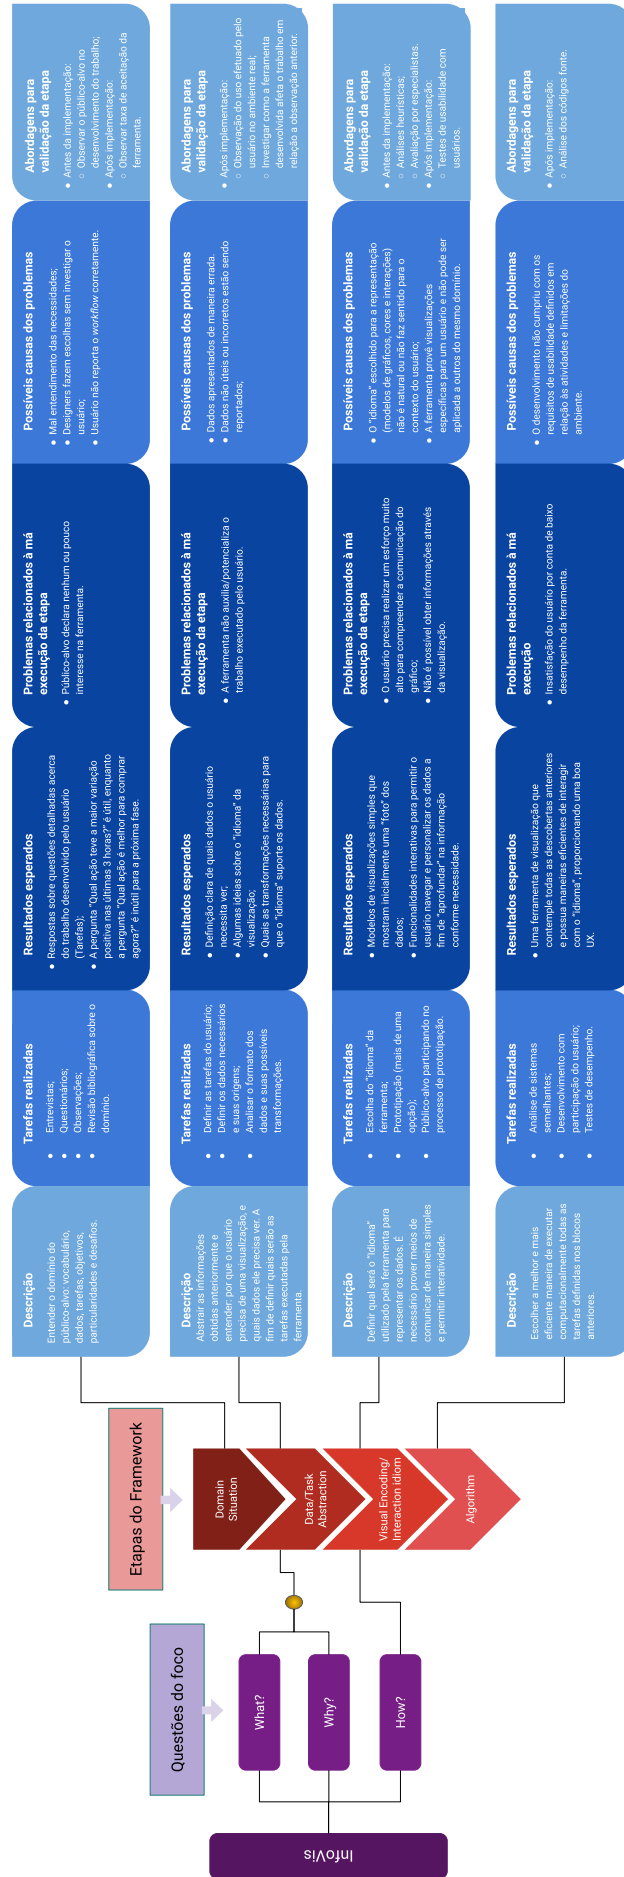 InfoVis
Questões do foco
What?
Why?
How?
Etapas do Framework
Domain
Situation
Data/Task
Abstraction
Visual Encoding/
Interaction idiom
Algorithm
Descrição
Entender o domínio do
público-alvo: vocabulário,
dados, tarefas, objetivos,
particularidades e desafios.
Tarefas realizadas
● Entrevistas;
● Questionários;
● Observações;
● Revisão bibliográfica sobre o
domínio.
Resultados esperados
● Respostas sobre questões detalhadas acerca
do trabalho desenvolvido pelo usuário
(Tarefas);
● A pergunta "Qual ação teve a maior variação
positiva nas últimas 3 horas?" é útil, enquanto
a pergunta "Qual ação é melhor para comprar
agora?" é inútil para a próxima fase.
Problemas relacionados à má
execução da etapa
● Público-alvo declara nenhum ou pouco
interesse na ferramenta.
Possíveis causas dos problemas
● Mal entendimento das necessidades;
● Designers fazem escolhas sem investigar o
usuário;
● Usuário não reporta o workflow corretamente.
Abordagens para
validação da etapa
● Antes da implementação:
○ Observar o público-alvo no
desenvolvimento do trabalho;
● Após implementação:
○ Observar taxa de aceitação da
ferramenta.
Descrição
Abstrair as informações
obtidas anteriormente e
entender por que o usuário
precisa de uma visualização, e
quais dados ele precisa ver. A
fim de definir quais serão as
tarefas executadas pela
ferramenta.
Tarefas realizadas
● Definir as tarefas do usuário;
● Definir os dados necessários
e suas origens;
● Analisar o formato dos
dados e suas possíveis
transformações.
Resultados esperados
● Definição clara de quais dados o usuário
necessita ver;
● Algumas ideias sobre o "idioma" da
visualização;
● Quais as transformações necessárias para
que o "idioma" suporte os dados.
Problemas relacionados à má
execução da etapa
● A ferramenta não auxilia/potencializa o
trabalho executado pelo usuário.
Possíveis causas dos problemas
● Dados apresentados de maneira errada.
● Dados não úteis ou incorretos estão sendo
reportados;
Abordagens para
validação da etapa
● Após implementação:
○ Observação do uso efetuado pelo
usuário no ambiente real;
○ Investigar como a ferramenta
desenvolvida afeta o trabalho em
relação a observação anterior.
Descrição
Definir qual será o "Idioma"
utilizado pela ferramenta para
representar os dados. É
necessário prover meios de
comunicar de maneira simples
e permitir interatividade.
Tarefas realizadas
● Escolha do "idioma" da
ferramenta;
● Prototipação (mais de uma
opção);
● Público alvo participando no
processo de prototipação.
Resultados esperados
● Modelos de visualizações simples que
mostram inicialmente uma "foto" dos
dados;
● Funcionalidades interativas para permitir o
usuário navegar e personalizar os dados a
fim de "aprofundar" na informação
conforme necessidade.
Problemas relacionados à má
execução da etapa
● O usuário precisa realizar um esforço muito
alto para compreender a comunicação do
gráfico;
● Não é possível obter informações através
da visualização.
Possíveis causas dos problemas
● O "idioma" escolhido para a representação
(modelos de gráficos, cores e interações)
não é natural ou não faz sentido para o
contexto do usuário;
● A ferramenta provê visualizações
específicas para um usuário e não pode ser
aplicada a outros do mesmo domínio.
Abordagens para
validação da etapa
● Antes da implementação:
○ Análises heurísticas;
○ Avaliação por especialistas.
● Após implementação:
○ Testes de usabilidade com
usuários.
Descrição
Escolher a melhor e mais
eficiente maneira de executar
computacionalmente todas as
tarefas definidas nos blocos
anteriores.
Tarefas realizadas
● Análise de sistemas
semelhantes;
● Desenvolvimento com
participação do usuário;
● Testes de desempenho.
Resultados esperados
● Uma ferramenta de visualização que
contemple todas as descobertas anteriores
e possua maneiras eficientes de interagir
com o "idioma", proporcionando uma boa
UX.
Problemas relacionados à má
execução
● Insatisfação do usuário por conta de baixo
desempenho da ferramenta.
Possíveis causas dos problemas
● O desenvolvimento não cumpriu com os
requisitos de usabilidade definidos em
relação às atividades e limitações do
ambiente.
Abordagens para
validação da etapa
● Após implementação:
○ Análise dos códigos fonte.